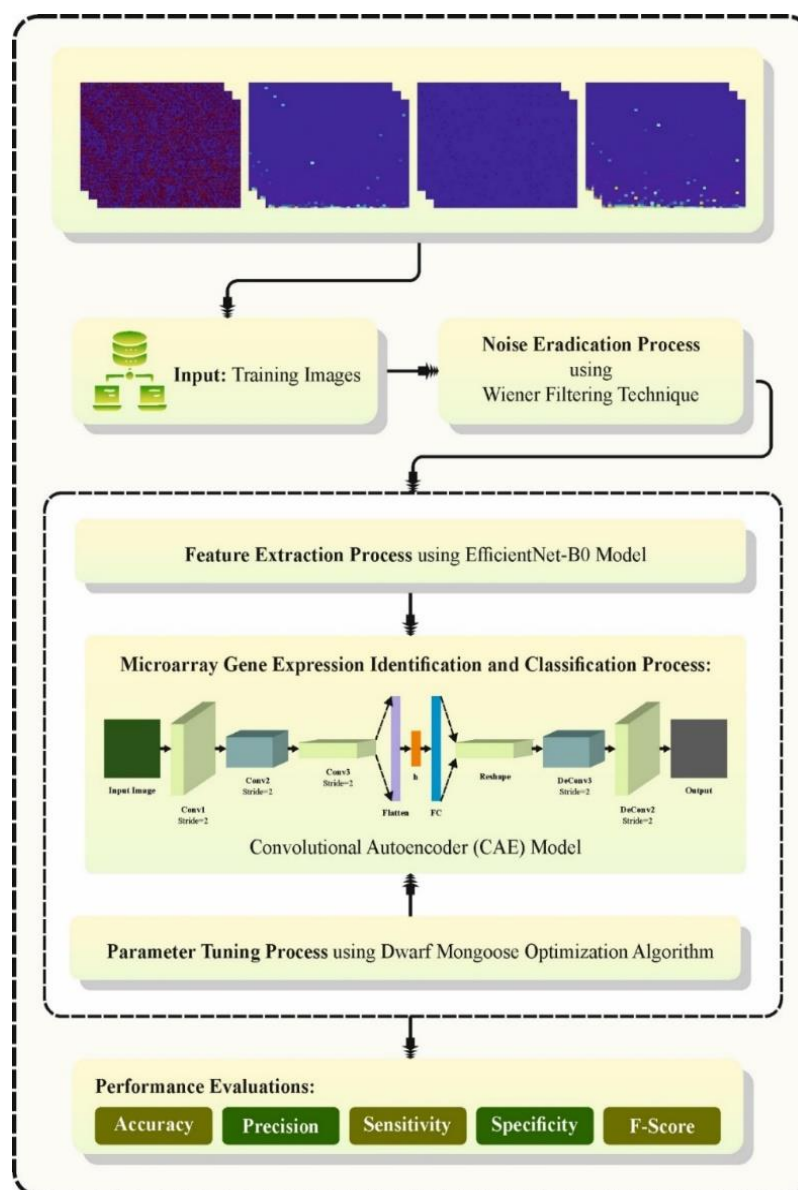 Input: Training Images
Noise Eradication Process
using
Wiener Filtering Technique
Feature Extraction Process using EfficientNet-B0 Model
Microarray Gene Expression Identification and Classification Process:
Input Image
Conv1
Stride=2
Conv2
Stride=2
Conv3
Stride=2
Flatten
h
FC
Reshape
DeConv3
Stride=2
DeConv2
Stride=2
Output
Convolutional Autoencoder (CAE) Model
Parameter Tuning Process using Dwarf Mongoose Optimization Algorithm
Performance Evaluations:
Accuracy
Precision
Sensitivity
Specificity
F-Score